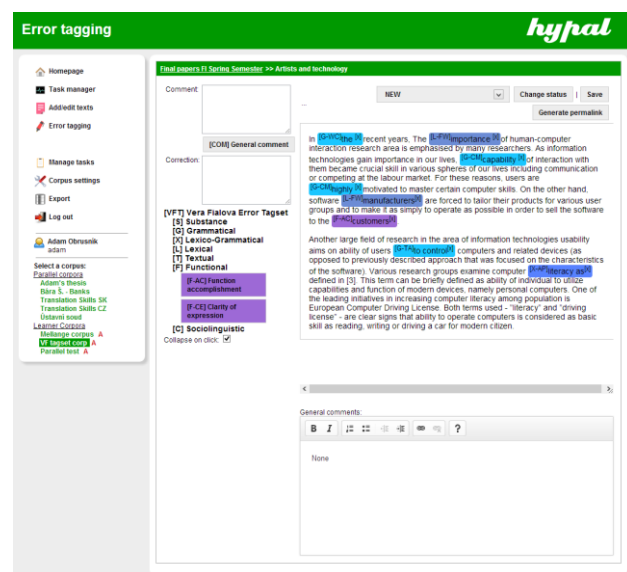 Error tagging
hypal
Homepage
Task manager
Add/edit texts
Error tagging
Manage tasks
Corpus settings
Export
Log out
Adam Obrusnik
adam
Select a corpus:
Parallel corpora
Adam's thesis
Bára Š. - Banks
Translation Skills SK
Translation Skills CZ
Ústavní soud
Learner Corpora
Mellange corpus A
VF tagset corp A
Parallel test A
Final papers FI Spring Semester >> Artists and technology
Comment:
[COM] General comment
Correction:
[VFT] Vera Fialova Error Tagset
[S] Substance
[G] Grammatical
[X] Lexico-Grammatical
[L] Lexical
[T] Textual
[F] Functional
[F-AC] Function
accomplishment
[F-CE] Clarity of
expression
[C] Sociolinguistic
Collapse on click:
NEW
Change status | Save
...
Generate permalink
In [G-WC]the [X] recent years, The [L-FW]importance [X] of human-computer
interaction research area is emphasised by many researchers. As information
technologies gain importance in our lives, [G-CM]capability [X] of interaction with
them became crucial skill in various spheres of our lives including communication
or competing at the labour market. For these reasons, users are
[G-CM]highly [X] motivated to master certain computer skills. On the other hand,
software [L-FW]manufacturers[X] are forced to tailor their products for various user
groups and to make it as simply to operate as possible in order to sell the software
to the [F-AC]customers[X].
Another large field of research in the area of information technologies usability
aims on ability of users [G-TA]to control[X] computers and related devices (as
opposed to previously described approach that was focused on the characteristics
of the software). Various research groups examine computer [X-AP]literacy as[X]
defined in [3]. This term can be briefly defined as ability of individual to utilize
capabilities and function of modern devices, namely personal computers. One of
the leading initiatives in increasing computer literacy among population is
European Computer Driving License. Both terms used - "literacy" and "driving
license" - are clear signs that ability to operate computers is considered as basic
skill as reading, writing or driving a car for modern citizen.
General comments:
B I ?
None